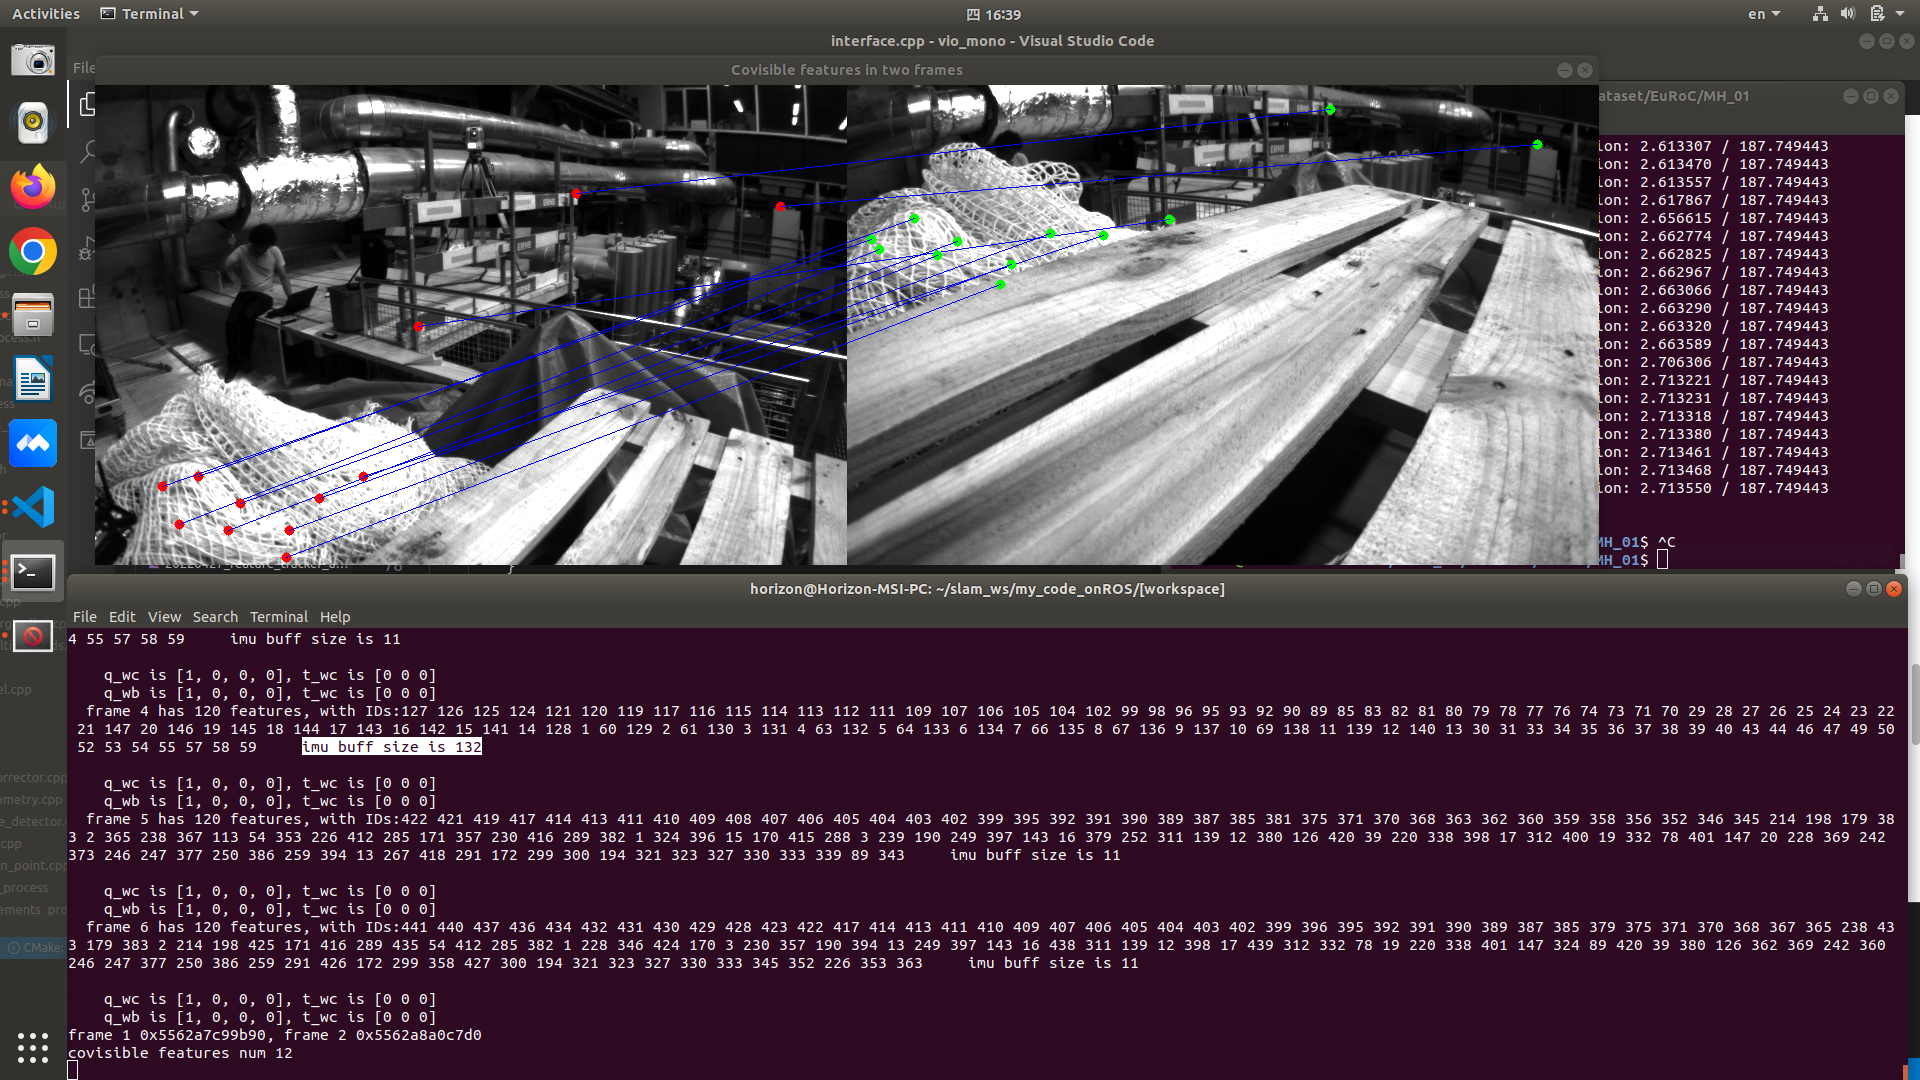 Activities
Terminal
四 16:39
en
interface.cpp - vio_mono - Visual Studio Code
File
Covisible features in two frames
ataset/EuRoC/MH_01
ion: 2.613307 / 187.749443
ion: 2.613470 / 187.749443
ion: 2.613557 / 187.749443
ion: 2.617867 / 187.749443
ion: 2.656615 / 187.749443
ion: 2.662774 / 187.749443
ion: 2.662825 / 187.749443
ion: 2.662967 / 187.749443
ion: 2.663066 / 187.749443
ion: 2.663290 / 187.749443
ion: 2.663320 / 187.749443
ion: 2.663589 / 187.749443
ion: 2.706306 / 187.749443
ion: 2.713221 / 187.749443
ion: 2.713231 / 187.749443
ion: 2.713318 / 187.749443
ion: 2.713380 / 187.749443
ion: 2.713461 / 187.749443
ion: 2.713468 / 187.749443
ion: 2.713550 / 187.749443
MH_01$ ^C
MH_01$
78 }
horizon@Horizon-MSI-PC: ~/slam_ws/my_code_onROS/[workspace]
File Edit View Search Terminal Help
4 55 57 58 59     imu buff size is 11
q_wc is [1, 0, 0, 0], t_wc is [0 0 0]
q_wb is [1, 0, 0, 0], t_wc is [0 0 0]
frame 4 has 120 features, with IDs:127 126 125 124 121 120 119 117 116 115 114 113 112 111 109 107 106 105 104 102 99 98 96 95 93 92 90 89 85 83 82 81 80 79 78 77 76 74 73 71 70 29 28 27 26 25 24 23 22
21 147 20 146 19 145 18 144 17 143 16 142 15 141 14 128 1 60 129 2 61 130 3 131 4 63 132 5 64 133 6 134 7 66 135 8 67 136 9 137 10 69 138 11 139 12 140 13 30 31 33 34 35 36 37 38 39 40 43 44 46 47 49 50
52 53 54 55 57 58 59     imu buff size is 132
q_wc is [1, 0, 0, 0], t_wc is [0 0 0]
q_wb is [1, 0, 0, 0], t_wc is [0 0 0]
frame 5 has 120 features, with IDs:422 421 419 417 414 413 411 410 409 408 407 406 405 404 403 402 399 395 392 391 390 389 387 385 381 375 371 370 368 363 362 360 359 358 356 352 346 345 214 198 179 38
3 2 365 238 367 113 54 353 226 412 285 171 357 230 416 289 382 1 324 396 15 170 415 288 3 239 190 249 397 143 16 379 252 311 139 12 380 126 420 39 220 338 398 17 312 400 19 332 78 401 147 20 228 369 242
373 246 247 377 250 386 259 394 13 267 418 291 172 299 300 194 321 323 327 330 333 339 89 343     imu buff size is 11
q_wc is [1, 0, 0, 0], t_wc is [0 0 0]
q_wb is [1, 0, 0, 0], t_wc is [0 0 0]
frame 6 has 120 features, with IDs:441 440 437 436 434 432 431 430 429 428 423 422 417 414 413 411 410 409 407 406 405 404 403 402 399 396 395 392 391 390 389 387 385 379 375 371 370 368 367 365 238 43
3 179 383 2 214 198 425 171 416 289 435 54 412 285 382 1 228 346 424 170 3 230 357 190 394 13 249 397 143 16 438 311 139 12 398 17 439 312 332 78 19 220 338 401 147 324 89 420 39 380 126 362 369 242 360
246 247 377 250 386 259 291 426 172 299 358 427 300 194 321 323 327 330 333 345 352 226 353 363     imu buff size is 11
q_wc is [1, 0, 0, 0], t_wc is [0 0 0]
q_wb is [1, 0, 0, 0], t_wc is [0 0 0]
frame 1 0x5562a7c99b90, frame 2 0x5562a8a0c7d0
covisible features num 12